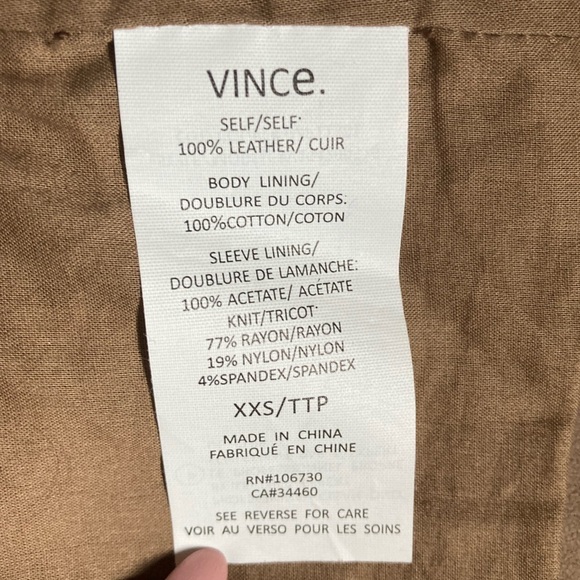 VINCe.
SELF/SELF:
100% LEATHER/ CUIR
BODY LINING/
DOUBLURE DU CORPS:
100%COTTON/COTON
SLEEVE LINING/
DOUBLURE DE LAMANCHE:
100% ACETATE/ ACÉTATE
KNIT/TRICOT:
77% RAYON/RAYON
19% NYLON/NYLON
4%SPANDEX/SPANDEX
XXS/TTP
MADE IN CHINA
FABRIQUÉ EN CHINE
RN#106730
CA#34460
SEE REVERSE FOR CARE
VOIR AU VERSO POUR LES SOINS